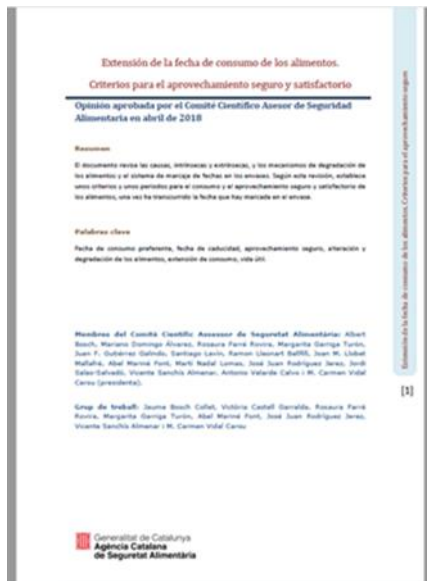 Extensión de la fecha de consumo de los alimentos.
Criterios para el aprovechamiento seguro y satisfactorio
Opinión aprobada por el Comité Científico Asesor de Seguridad
Alimentaria en abril de 2018
Resumen
El documento revisa las causas, intrínsecas y extrínsecas, y los mecanismos de degradación de
los alimentos y el sistema de marcaje de fechas en los envases. Según esta revisión, establece
unos criterios y unos periodos para el consumo y el aprovechamiento seguro y satisfactorio de
los alimentos, una vez ha transcurrido la fecha que hay marcada en el envase.
Palabras clave
Fecha de consumo preferente, fecha de caducidad, aprovechamiento seguro, alteración y
degradación de los alimentos, extensión de consumo, vida útil.
Membres del Comitè Científic Assessor de Seguretat Alimentària: Albert
Bosch, Mariano Domingo Álvarez, Rosaura Farré Rovira, Margarita Garriga Turón,
Juan F. Gutiérrez Galindo, Santiago Lavín, Ramon Lleonart Bellfill, Joan M. Llobet
Mallafré, Abel Mariné Font, Martí Nadal Lomas, José Juan Rodríguez Jerez, Jordi
Salas-Salvadó, Vicente Sanchis Almenar, Antonio Velarde Calvo i M. Carmen Vidal
Carou (presidenta).
Grup de treball: Jaume Bosch Collet, Victòria Castell Garralda, Rosaura Farré
Rovira, Margarita Garriga Turón, Abel Mariné Font, José Juan Rodríguez Jerez,
Vicente Sanchis Almenar i M. Carmen Vidal Carou
Generalitat de Catalunya
Agència Catalana
de Seguretat Alimentària
Extensión de la fecha de consumo de los alimentos. Criterios para el aprovechamiento seguro
[1]